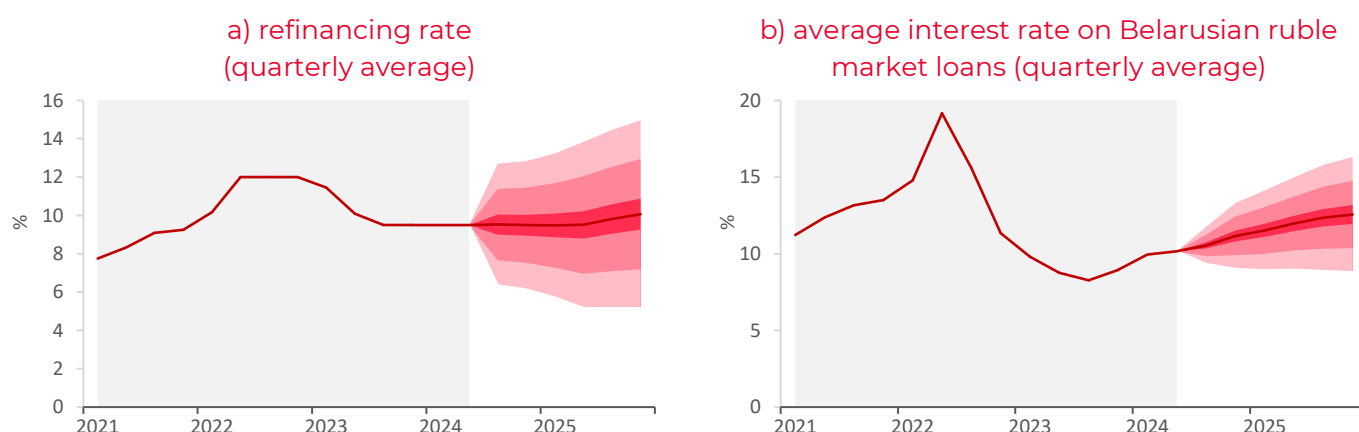 a) refinancing rate
(quarterly average)
16
14
12
10
8
6
4
2
0
%
2021 2022 2023 2024 2025
b) average interest rate on Belarusian ruble
market loans (quarterly average)
20
15
10
5
0
%
2021 2022 2023 2024 2025